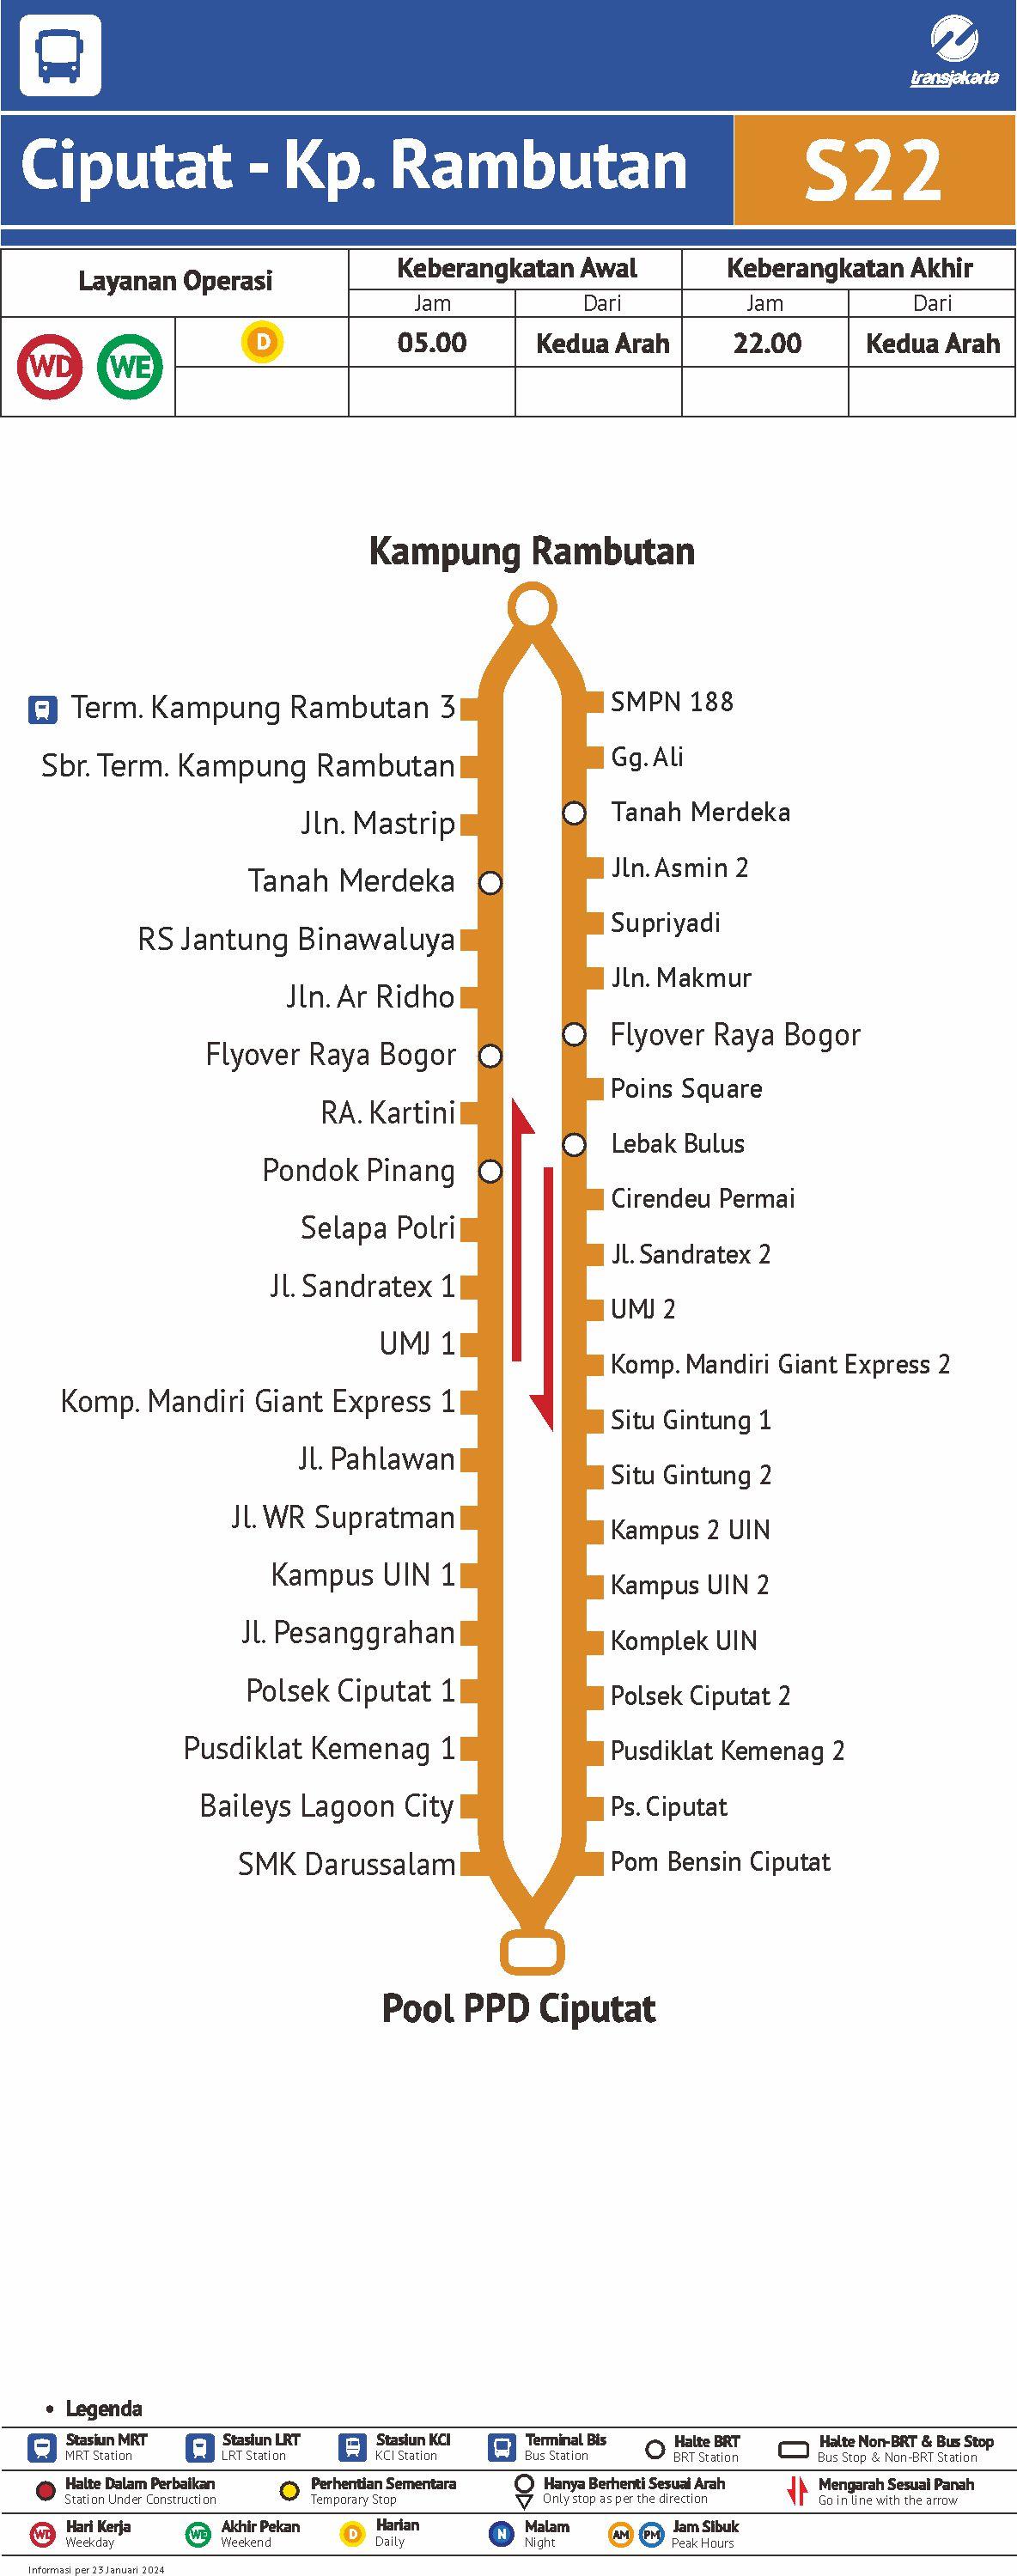 transjakarta
Ciputat - Kp. Rambutan
S22
Layanan Operasi
Keberangkatan Awal
Keberangkatan Akhir
Jam
Dari
Jam
Dari
WD
WE
D
05.00
Kedua Arah
22.00
Kedua Arah
Kampung Rambutan
Term. Kampung Rambutan 3
Sbr. Term. Kampung Rambutan
Jln. Mastrip
Tanah Merdeka
RS Jantung Binawaluya
Jln. Ar Ridho
Flyover Raya Bogor
RA. Kartini
Pondok Pinang
Selapa Polri
Jl. Sandratex 1
UMJ 1
Komp. Mandiri Giant Express 1
Jl. Pahlawan
Jl. WR Supratman
Kampus UIN 1
Jl. Pesanggrahan
Polsek Ciputat 1
Pusdiklat Kemenag 1
Baileys Lagoon City
SMK Darussalam
SMPN 188
Gg. Ali
Tanah Merdeka
Jln. Asmin 2
Supriyadi
Jln. Makmur
Flyover Raya Bogor
Poins Square
Lebak Bulus
Cirendeu Permai
Jl. Sandratex 2
UMJ 2
Komp. Mandiri Giant Express 2
Situ Gintung 1
Situ Gintung 2
Kampus 2 UIN
Kampus UIN 2
Komplek UIN
Polsek Ciputat 2
Pusdiklat Kemenag 2
Ps. Ciputat
Pom Bensin Ciputat
Pool PPD Ciputat
• Legenda
Stasiun MRT
MRT Station
Stasiun LRT
LRT Station
Stasiun KCI
KCI Station
Terminal Bis
Bus Station
Halte BRT
BRT Station
Halte Non-BRT & Bus Stop
Bus Stop & Non-BRT Station
Halte Dalam Perbaikan
Station Under Construction
Perhentian Sementara
Temporary Stop
Hanya Berhenti Sesuai Arah
Only stop as per the direction
Mengarah Sesuai Panah
Go in line with the arrow
WD
Hari Kerja
Weekday
WE
Akhir Pekan
Weekend
D
Harian
Daily
N
Malam
Night
AM
PM
Jam Sibuk
Peak Hours
Informasi per 23 Januari 2024